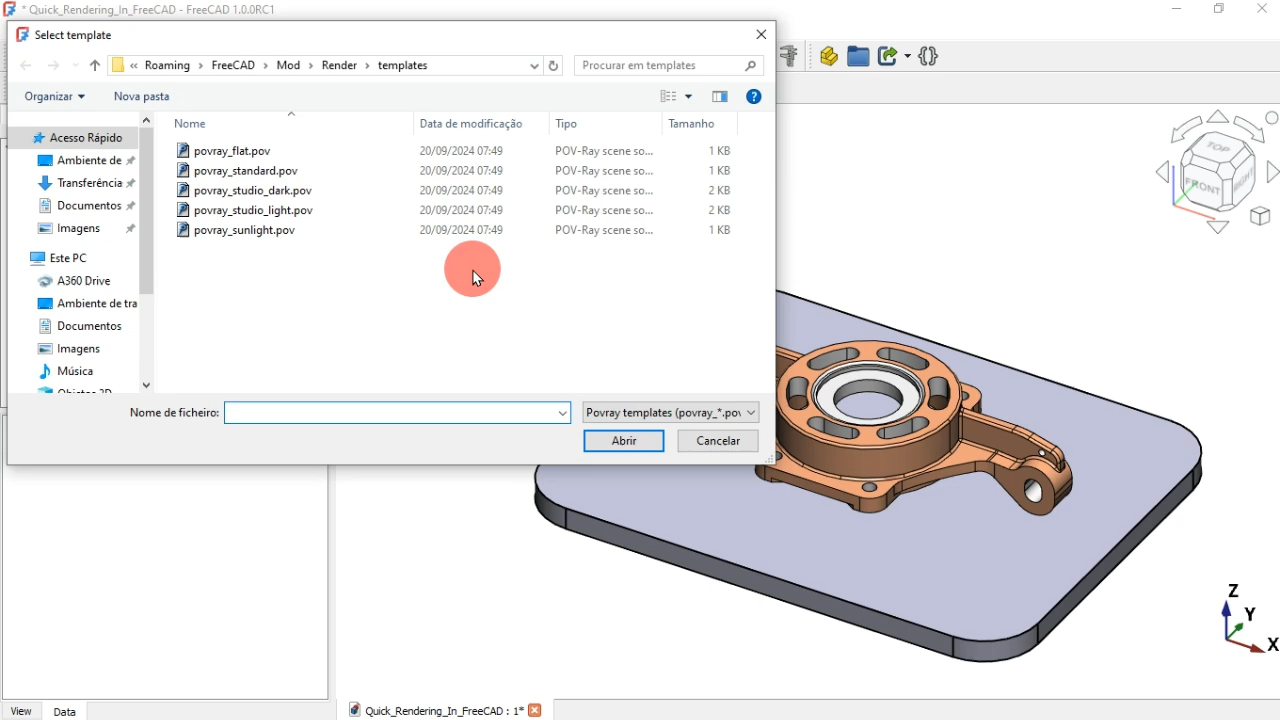 * Quick_Rendering_In_FreeCAD - FreeCAD 1.0.0RC1
Select template
« Roaming › FreeCAD › Mod › Render › templates
Procurar em templates
Organizar
Nova pasta
Nome
Data de modificação
Tipo
Tamanho
povray_flat.pov 20/09/2024 07:49 POV-Ray scene so... 1 KB
povray_standard.pov 20/09/2024 07:49 POV-Ray scene so... 1 KB
povray_studio_dark.pov 20/09/2024 07:49 POV-Ray scene so... 2 KB
povray_studio_light.pov 20/09/2024 07:49 POV-Ray scene so... 2 KB
povray_sunlight.pov 20/09/2024 07:49 POV-Ray scene so... 1 KB
Acesso Rápido
Ambiente de
Transferência
Documentos
Imagens
Este PC
A360 Drive
Ambiente de tra
Documentos
Imagens
Música
Nome de ficheiro:
Povray templates (povray_*.pov
Abrir
Cancelar
TOP
FRONT
RIGHT
Z
Y
X
View
Data
Quick_Rendering_In_FreeCAD : 1*